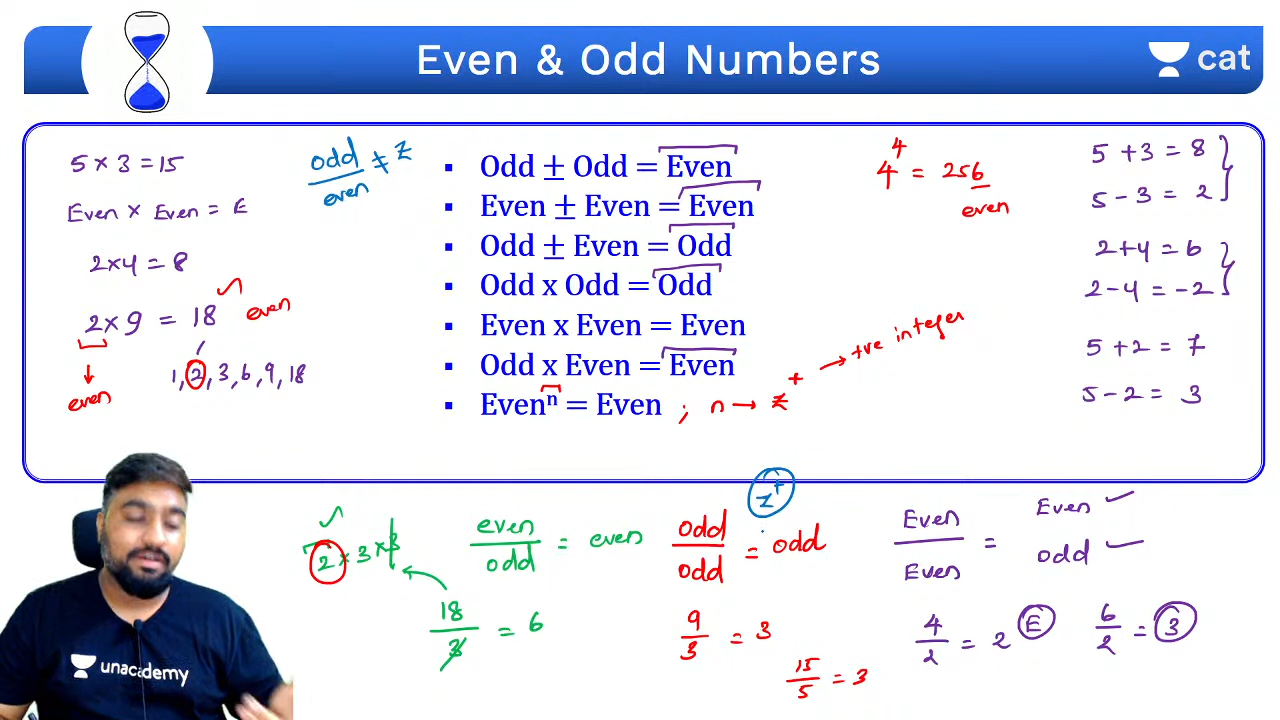 Even & Odd Numbers
cat
5 × 3 = 15
Even × Even = E
2×4 = 8
2×9 = 18
even
even
1, 2, 3, 6, 9, 18
odd
even
≠ Z
▪ Odd ± Odd = Even
▪ Even ± Even = Even
▪ Odd ± Even = Odd
▪ Odd x Odd = Odd
▪ Even x Even = Even
▪ Odd x Even = Even
▪ Evenⁿ = Even ; n → Z⁺ → +ve integer
4⁴ = 256
even
5 + 3 = 8
5 - 3 = 2
2+4 = 6
2-4 = -2
5 + 2 = 7
5 - 2 = 3
2 × 3 × 3
even
odd
= even
18
3
= 6
Z⁺
odd
odd
= odd
9
3
= 3
15
5
= 3
Even
Even
=
Even
odd
4
2
= 2 E
6
2
= 3
unacademy